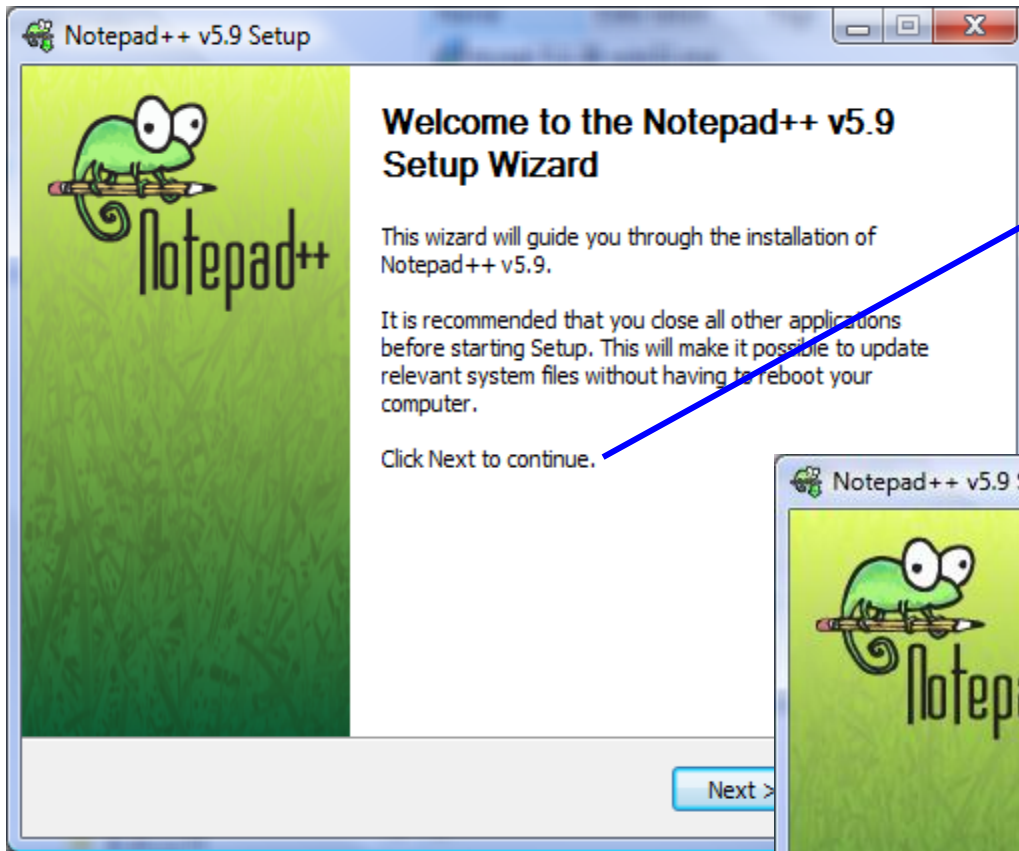 Notepad++ v5.9 Setup
Notepad++
Welcome to the Notepad++ v5.9
Setup Wizard
This wizard will guide you through the installation of
Notepad++ v5.9.
It is recommended that you close all other applications
before starting Setup. This will make it possible to update
relevant system files without having to reboot your
computer.
Click Next to continue.
Next >
Notepad++ v5.9
Notepa